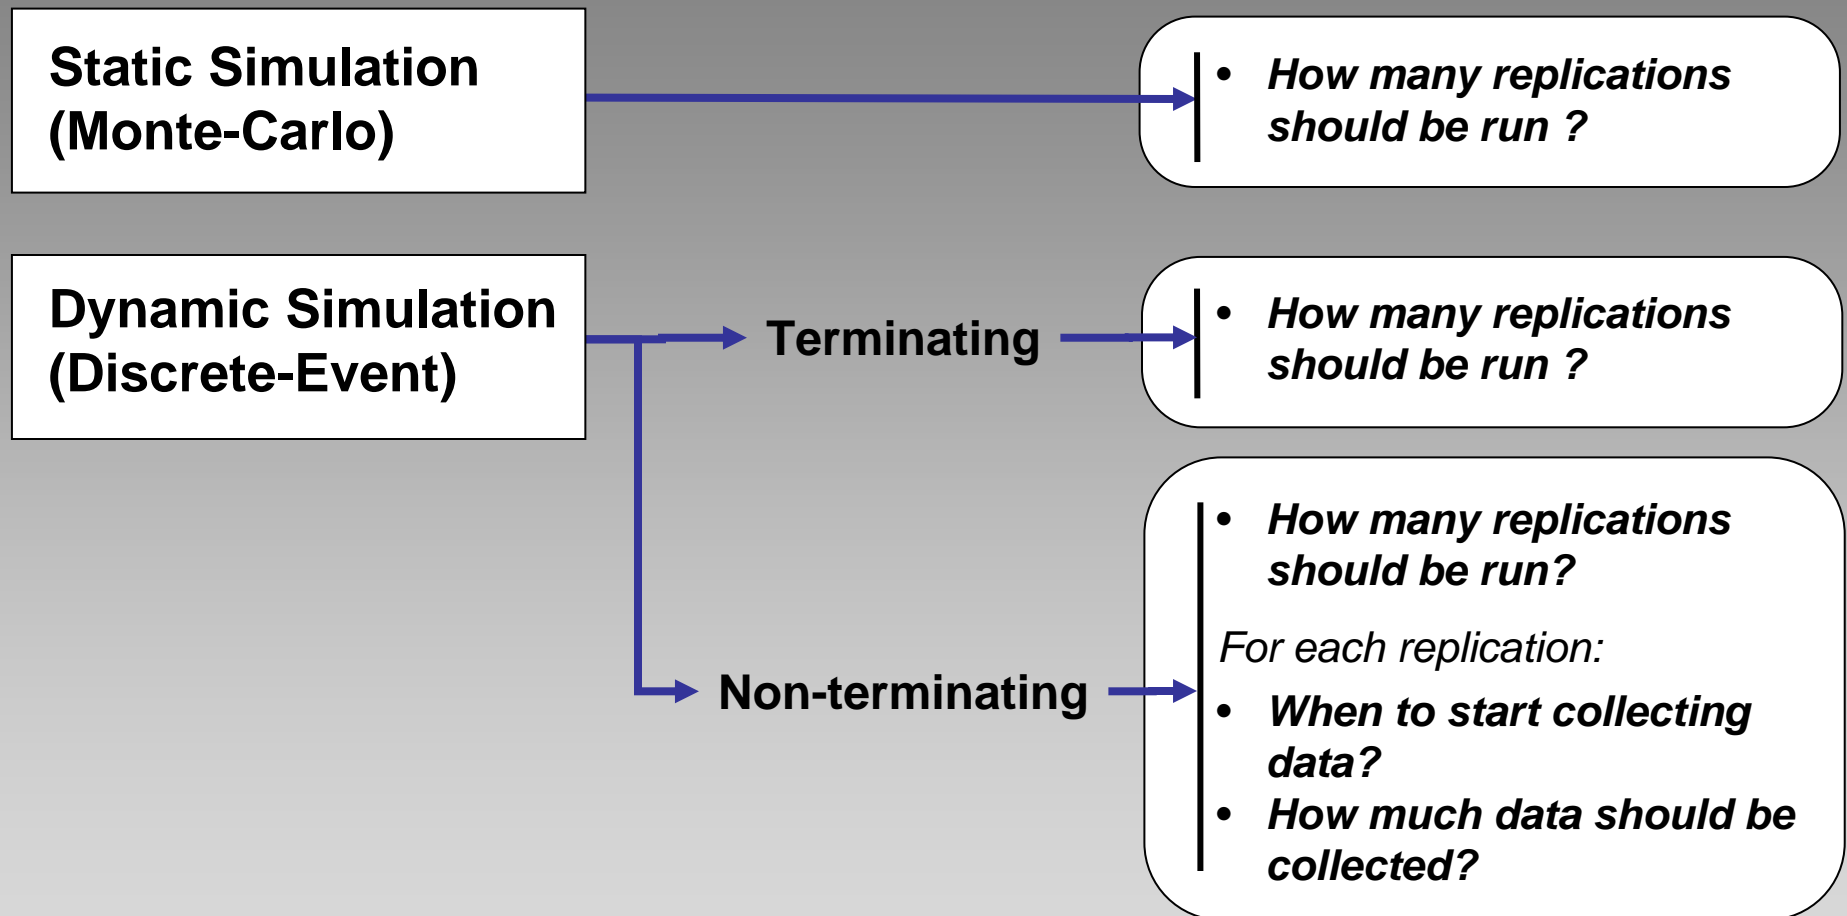 Static Simulation
(Monte-Carlo)
• How many replications
should be run ?
Dynamic Simulation
(Discrete-Event)
Terminating
• How many replications
should be run ?
Non-terminating
• How many replications
should be run?
For each replication:
• When to start collecting
data?
• How much data should be
collected?